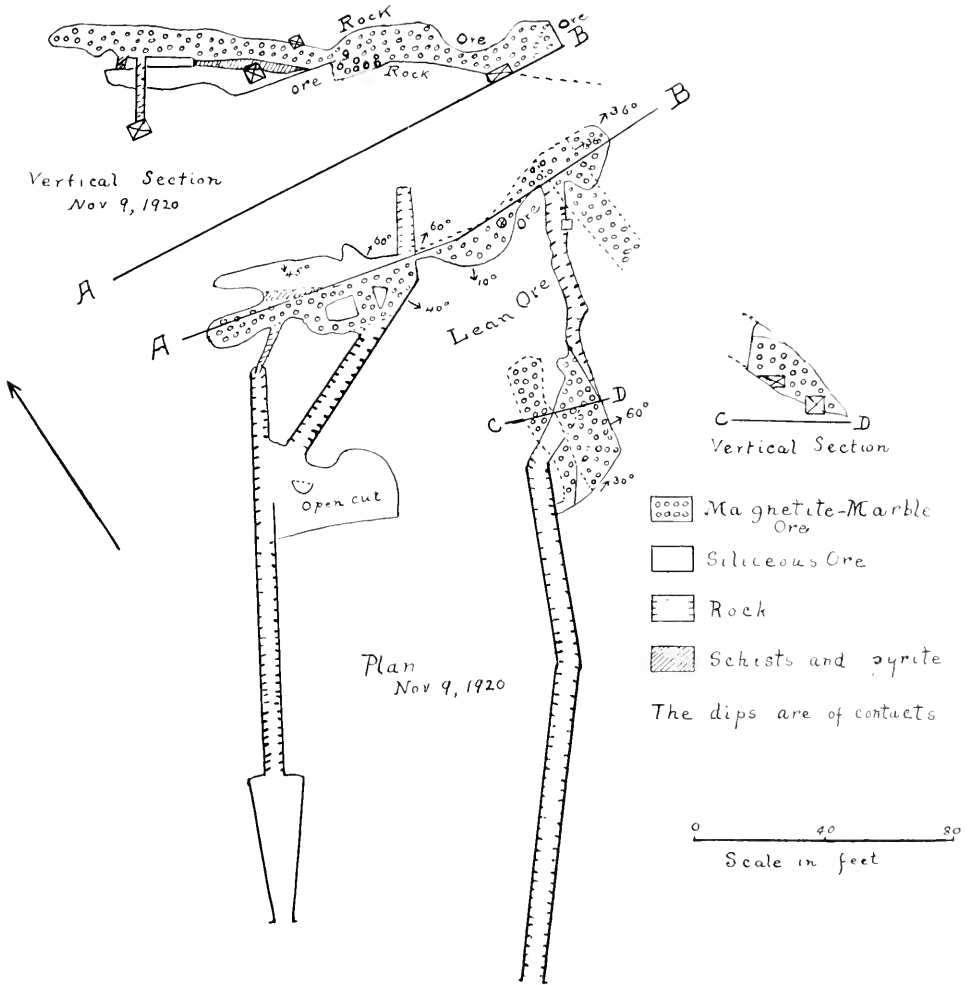 Rock
Ore
Ore
B
ore
Rock
Vertical Section
Nov 9, 1920
A
B
36°
36°
60°
60°
Ore
45°
10°
40°
Lean Ore
A
C
D
60°
30°
Open cut
C
D
Vertical Section
Magnetite-Marble
Ore
Siliceous Ore
Rock
Schists and pyrite
The dips are of contacts
Plan
Nov 9, 1920
0 40 80
Scale in feet